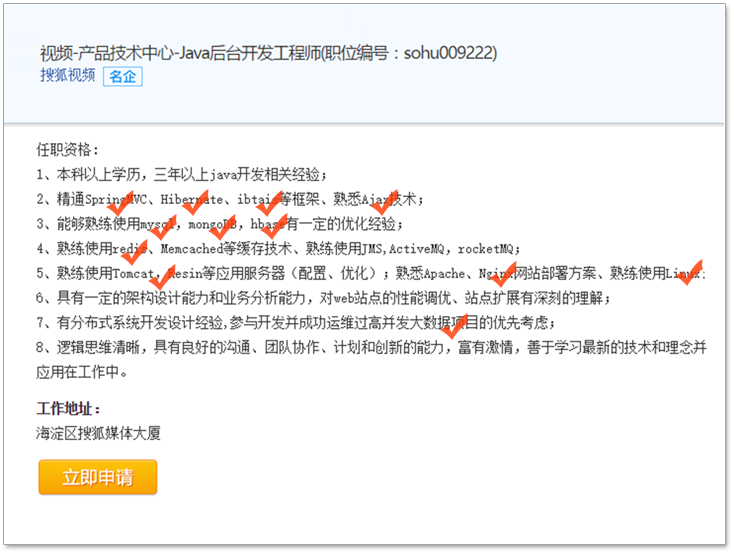 视频-产品技术中心-Java后台开发工程师(职位编号：sohu009222)
搜狐视频 名企
任职资格：
1、本科以上学历，三年以上java开发相关经验；
2、精通SpringMVC、Hibernate、ibtais等框架、熟悉Ajax技术；
3、能够熟练使用mysql，mongoDB，hbase有一定的优化经验；
4、熟练使用redis、Memcached等缓存技术、熟练使用JMS,ActiveMQ，rocketMQ；
5、熟练使用Tomcat，Resin等应用服务器（配置、优化）；熟悉Apache、Nginx网站部署方案、熟练使用Linux；
6、具有一定的架构设计能力和业务分析能力，对web站点的性能调优、站点扩展有深刻的理解；
7、有分布式系统开发设计经验,参与开发并成功运维过高并发大数据项目的优先考虑；
8、逻辑思维清晰，具有良好的沟通、团队协作、计划和创新的能力，富有激情，善于学习最新的技术和理念并
应用在工作中。
工作地址：
海淀区搜狐媒体大厦
立即申请